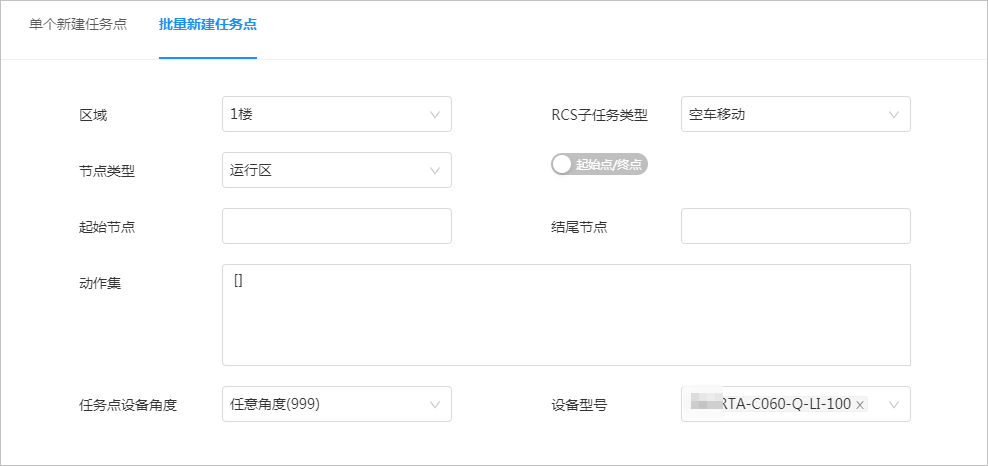 单个新建任务点 批量新建任务点
区域 1楼 RCS子任务类型 空车移动
节点类型 运行区 起始点/终点
起始节点 结尾节点
动作集 []
任务点设备角度 任意角度(999) 设备型号 RTA-C060-Q-LI-100 ×